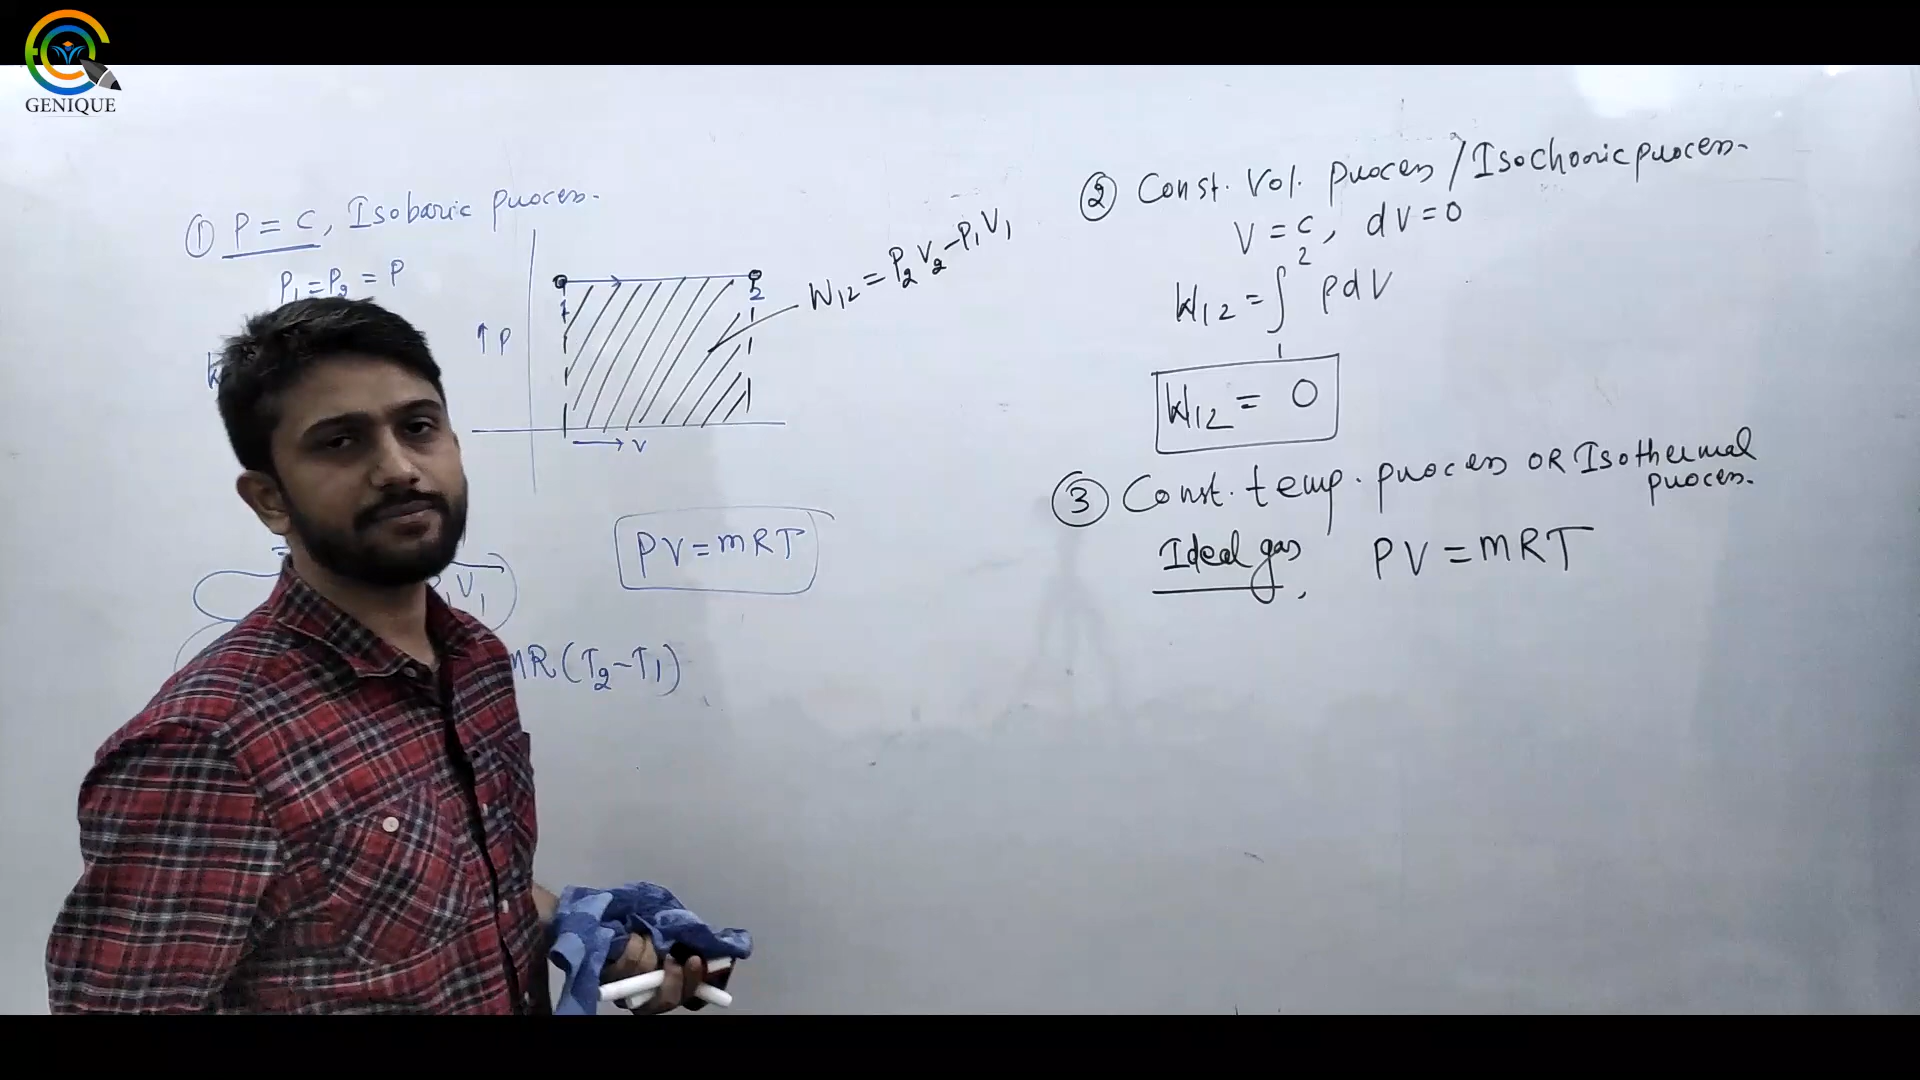 GENIQUE
① P = C, Isobaric process.
P₁ = P₂ = P
↑ P
1
2
W₁₂ = P₂V₂ - P₁V₁
→ V
PV = mRT
V₁
mR(T₂-T₁)
② Const. Vol. process / Isochoric process.
V = C, dV = 0
W₁₂ = ∫₁² PdV
W₁₂ = 0
③ Const. temp. process OR Isothermal
process.
Ideal gas, PV = mRT